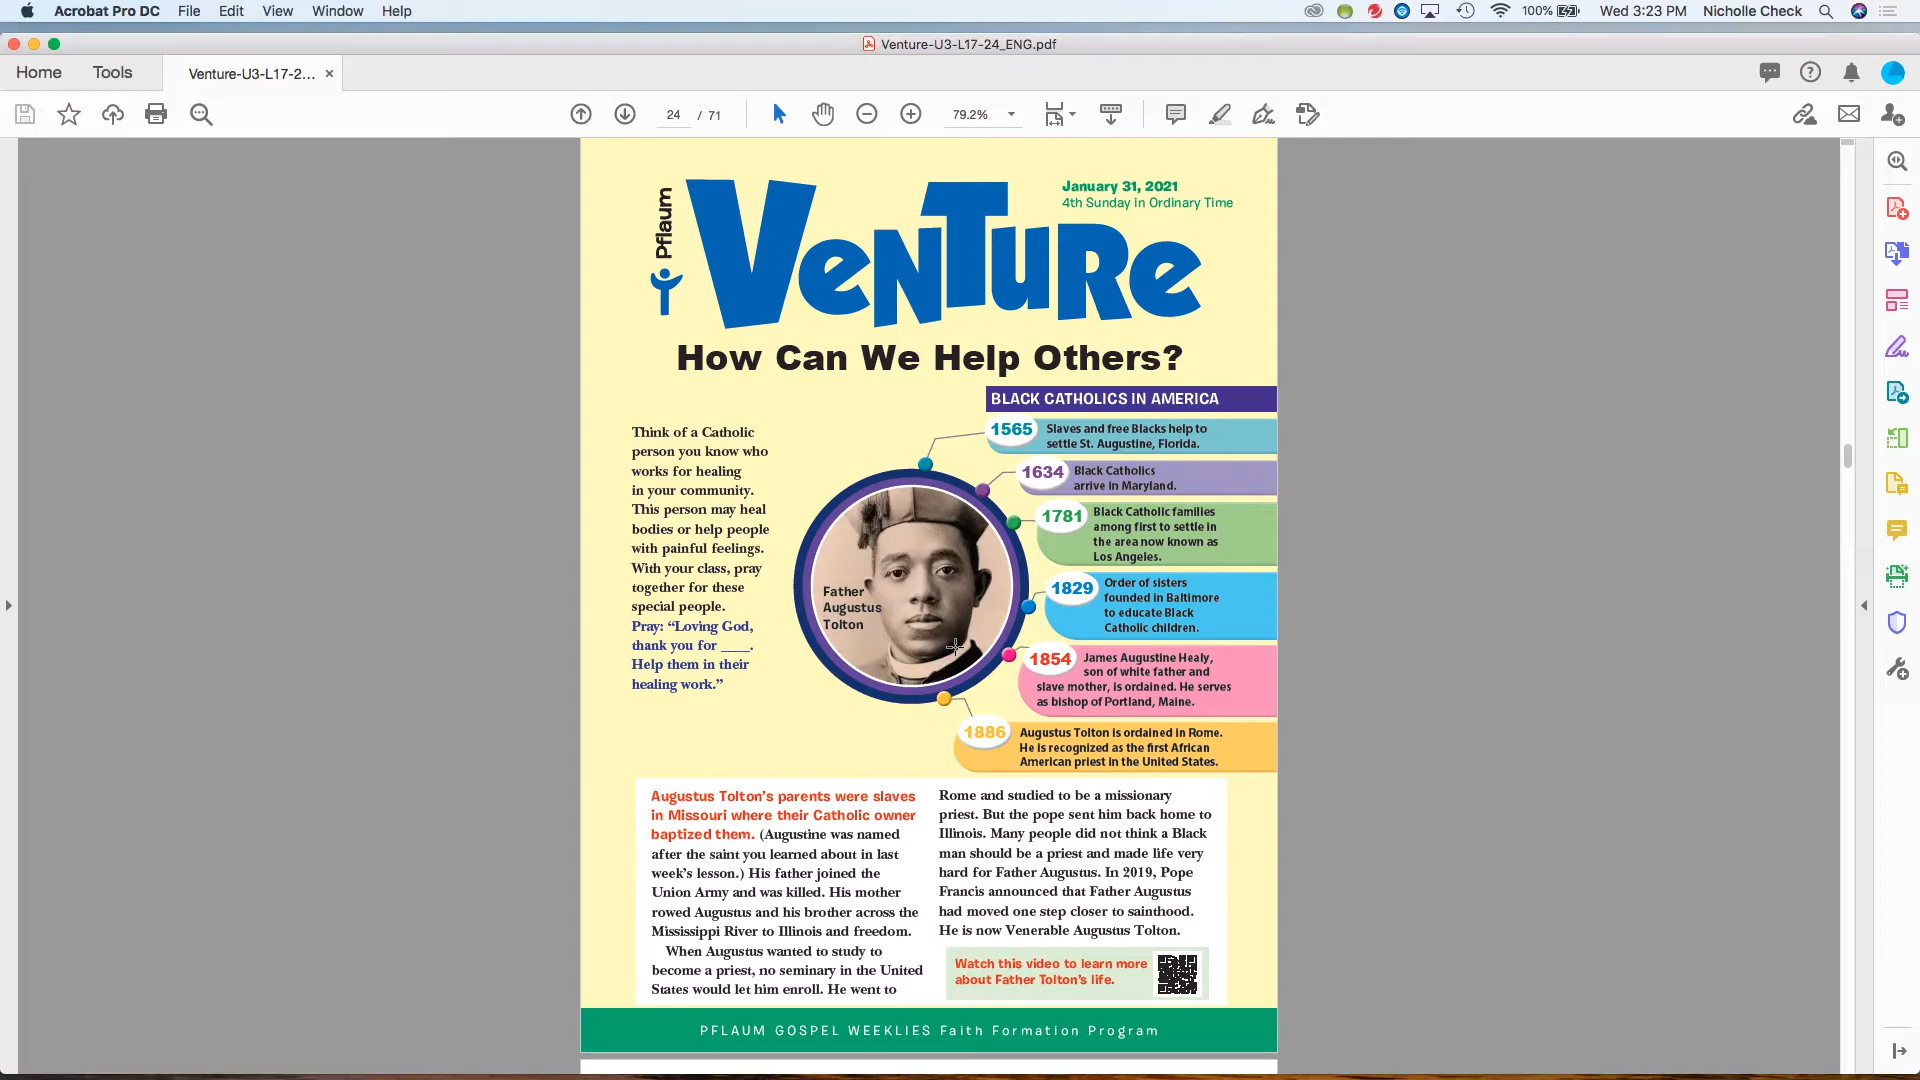 Acrobat Pro DC File Edit View Window Help
100% Wed 3:23 PM Nicholle Check
Venture-U3-L17-24_ENG.pdf
Home Tools Venture-U3-L17-2... ×
24 / 71 79.2%
Pflaum
January 31, 2021
4th Sunday in Ordinary Time
VenTuRe
How Can We Help Others?
BLACK CATHOLICS IN AMERICA
Think of a Catholic
person you know who
works for healing
in your community.
This person may heal
bodies or help people
with painful feelings.
With your class, pray
together for these
special people.
Pray: “Loving God,
thank you for ____.
Help them in their
healing work.”
Father
Augustus
Tolton
1565
Slaves and free Blacks help to
settle St. Augustine, Florida.
1634
Black Catholics
arrive in Maryland.
1781
Black Catholic families
among first to settle in
the area now known as
Los Angeles.
1829
Order of sisters
founded in Baltimore
to educate Black
Catholic children.
1854
James Augustine Healy,
son of white father and
slave mother, is ordained. He serves
as bishop of Portland, Maine.
1886
Augustus Tolton is ordained in Rome.
He is recognized as the first African
American priest in the United States.
Augustus Tolton’s parents were slaves
in Missouri where their Catholic owner
baptized them. (Augustine was named
after the saint you learned about in last
week’s lesson.) His father joined the
Union Army and was killed. His mother
rowed Augustus and his brother across the
Mississippi River to Illinois and freedom.
When Augustus wanted to study to
become a priest, no seminary in the United
States would let him enroll. He went to
Rome and studied to be a missionary
priest. But the pope sent him back home to
Illinois. Many people did not think a Black
man should be a priest and made life very
hard for Father Augustus. In 2019, Pope
Francis announced that Father Augustus
had moved one step closer to sainthood.
He is now Venerable Augustus Tolton.
Watch this video to learn more
about Father Tolton’s life.
PFLAUM GOSPEL WEEKLIES Faith Formation Program